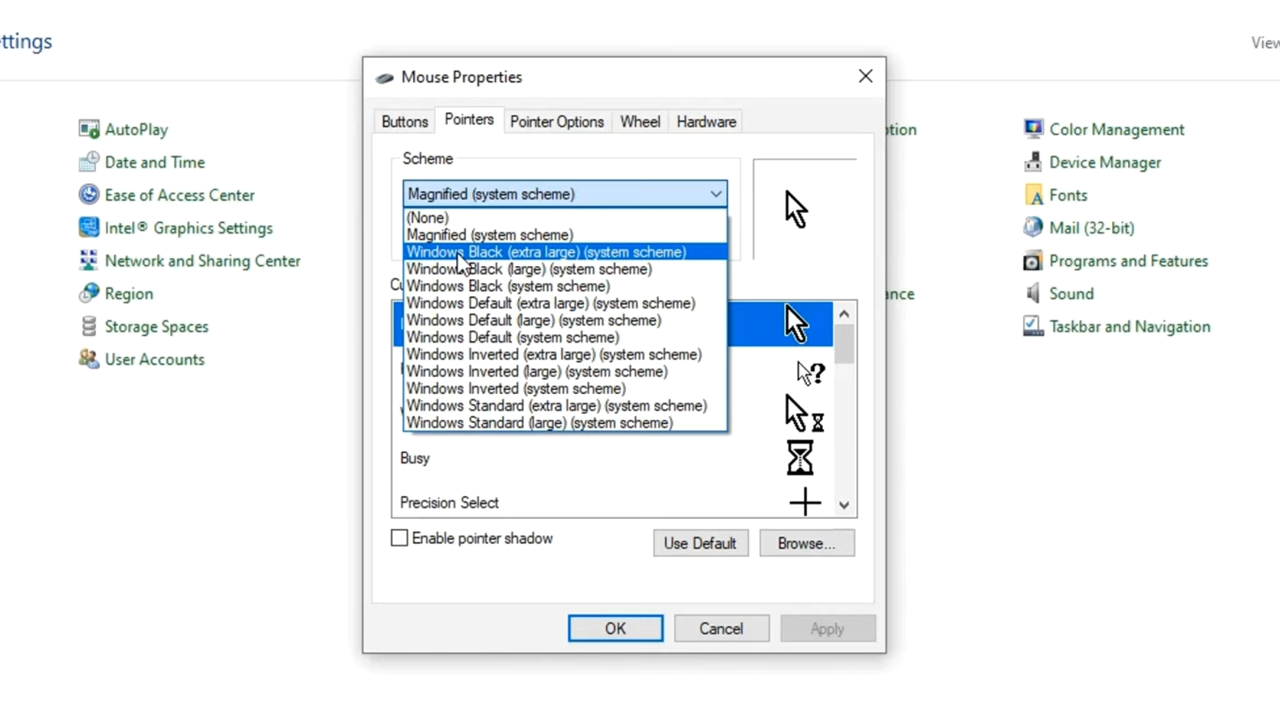 ettings
View
AutoPlay
Date and Time
Ease of Access Center
Intel® Graphics Settings
Network and Sharing Center
Region
Storage Spaces
User Accounts
Mouse Properties
Buttons
Pointers
Pointer Options
Wheel
Hardware
Scheme
Magnified (system scheme)
(None)
Magnified (system scheme)
Windows Black (extra large) (system scheme)
Windows Black (large) (system scheme)
Windows Black (system scheme)
Windows Default (extra large) (system scheme)
Windows Default (large) (system scheme)
Windows Default (system scheme)
Windows Inverted (extra large) (system scheme)
Windows Inverted (large) (system scheme)
Windows Inverted (system scheme)
Windows Standard (extra large) (system scheme)
Windows Standard (large) (system scheme)
Cu
Busy
Precision Select
Enable pointer shadow
Use Default
Browse...
OK
Cancel
Apply
ption
ance
Color Management
Device Manager
Fonts
Mail (32-bit)
Programs and Features
Sound
Taskbar and Navigation